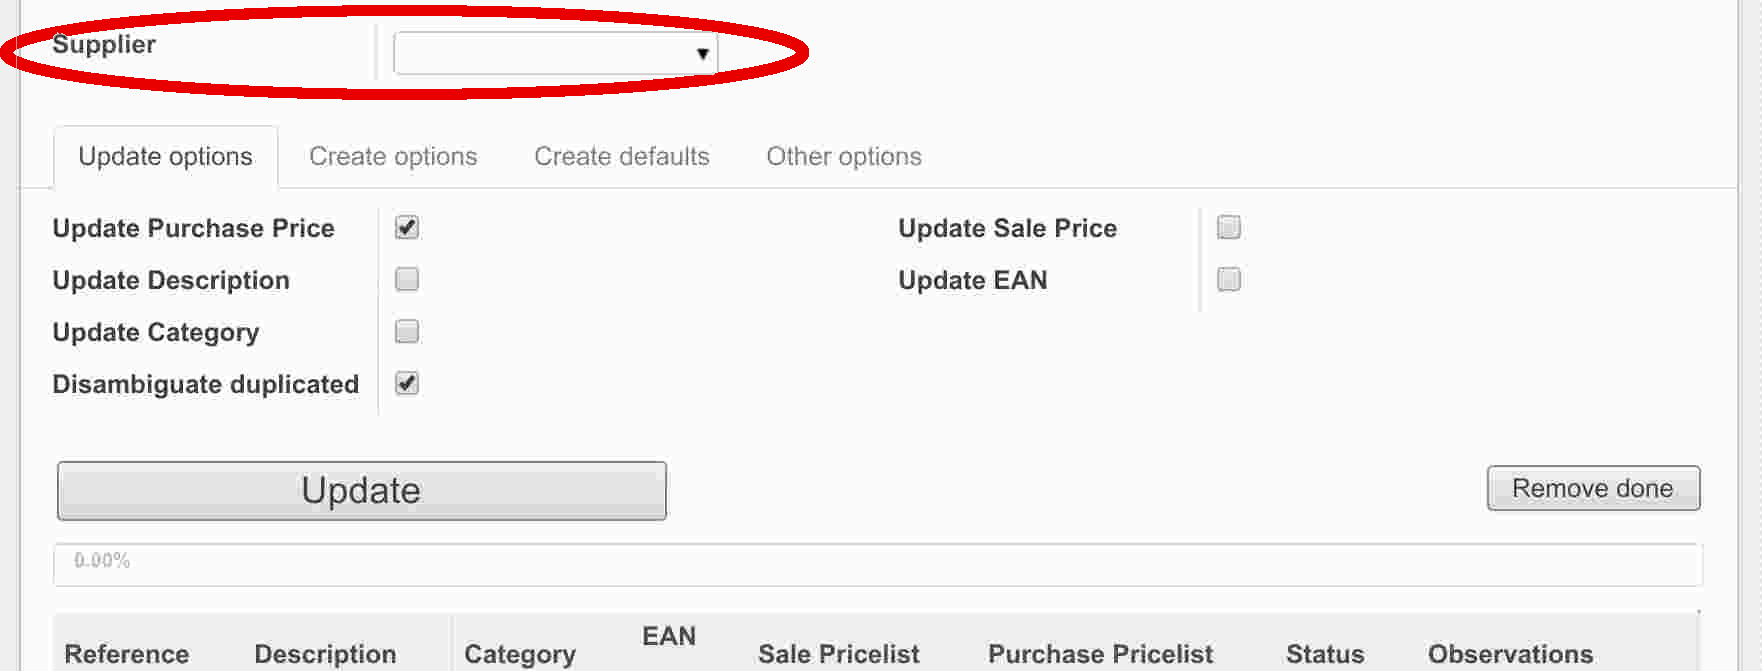 Supplier
Update options Create options Create defaults Other options
Update Purchase Price Update Sale Price
Update Description Update EAN
Update Category
Disambiguate duplicated
Update Remove done
0.00%
Reference Description Category EAN Sale Pricelist Purchase Pricelist Status Observations